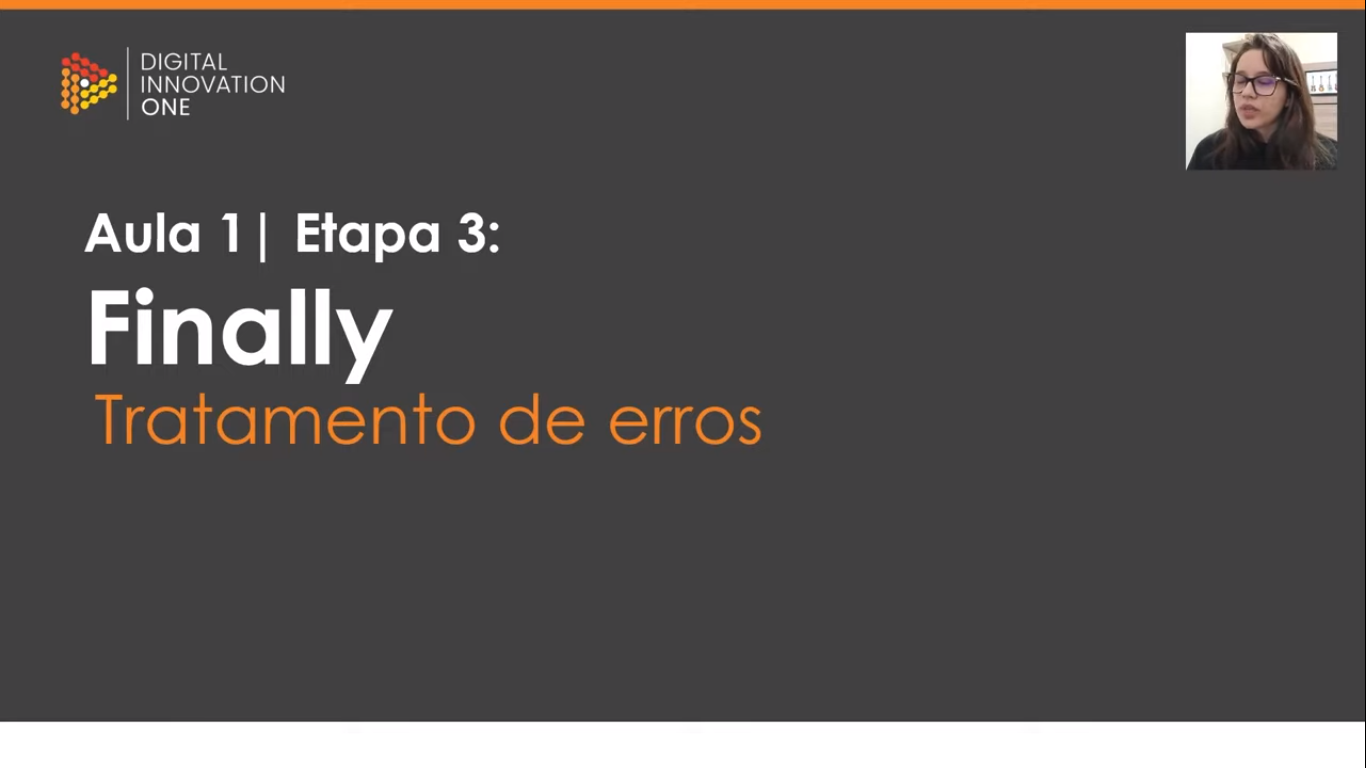 DIGITAL
INNOVATION
ONE
Aula 1| Etapa 3:
Finally
Tratamento de erros